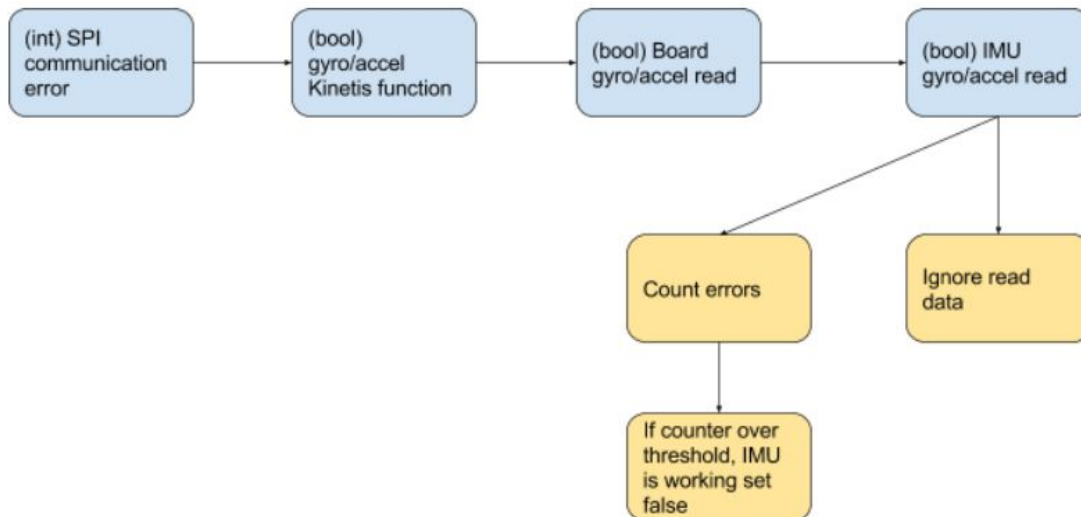 (int) SPI
communication
error
(bool)
gyro/accel
Kinetis function
(bool) Board
gyro/accel read
(bool) IMU
gyro/accel read
Count errors
Ignore read
data
If counter over
threshold, IMU
is working set
false